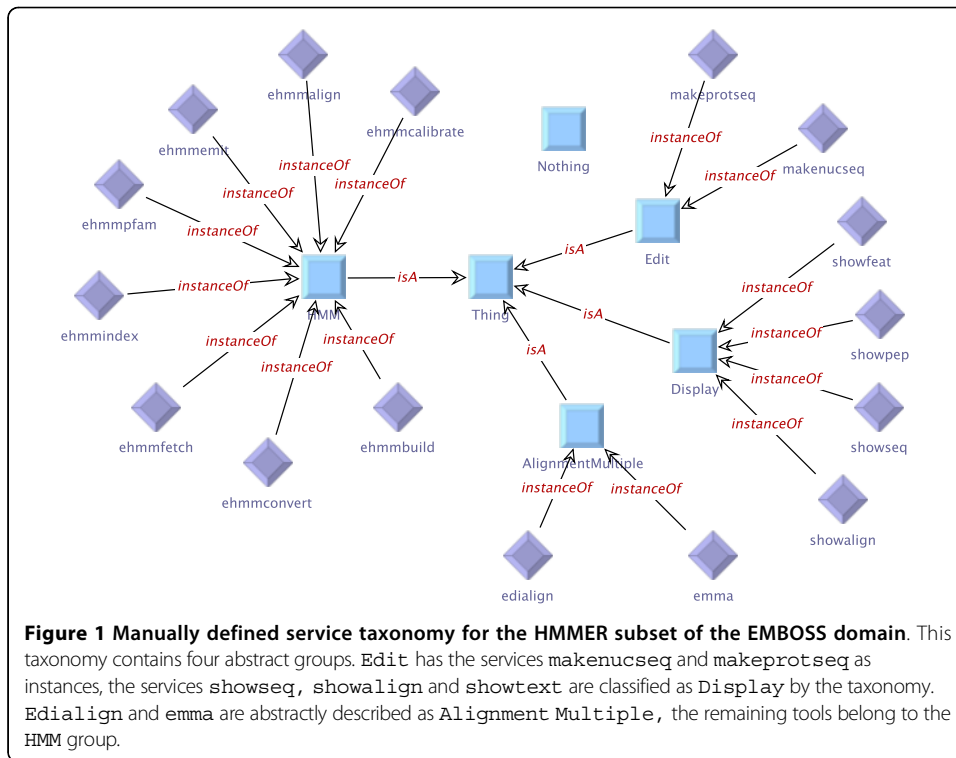 ehmmalign
makeprotseq
ehmmcalibrate
ehmmemit
instanceOf
Nothing
makenucseq
instanceOf
instanceOf
instanceOf
ehmmpfam
instanceOf
instanceOf
Edit
showfeat
isA
ehmmindex
instanceOf
HMM
isA
Thing
isA
instanceOf
showpep
instanceOf
instanceOf
instanceOf
isA
Display
instanceOf
showseq
ehmmfetch
ehmmconvert
ehmmbuild
AlignmentMultiple
instanceOf
instanceOf
instanceOf
showalign
edialign
emma
Figure 1 Manually defined service taxonomy for the HMMER subset of the EMBOSS domain. This
taxonomy contains four abstract groups. Edit has the services makenucseq and makeprotseq as
instances, the services showseq, showalign and showtext are classified as Display by the taxonomy.
Edialign and emma are abstractly described as Alignment Multiple, the remaining tools belong to the
HMM group.